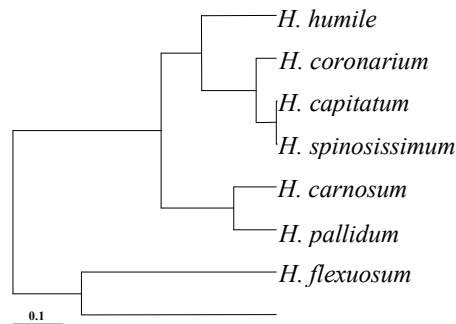 H. humile
H. coronarium
H. capitatum
H. spinosissimum
H. carnosum
H. pallidum
H. flexuosum
0.1